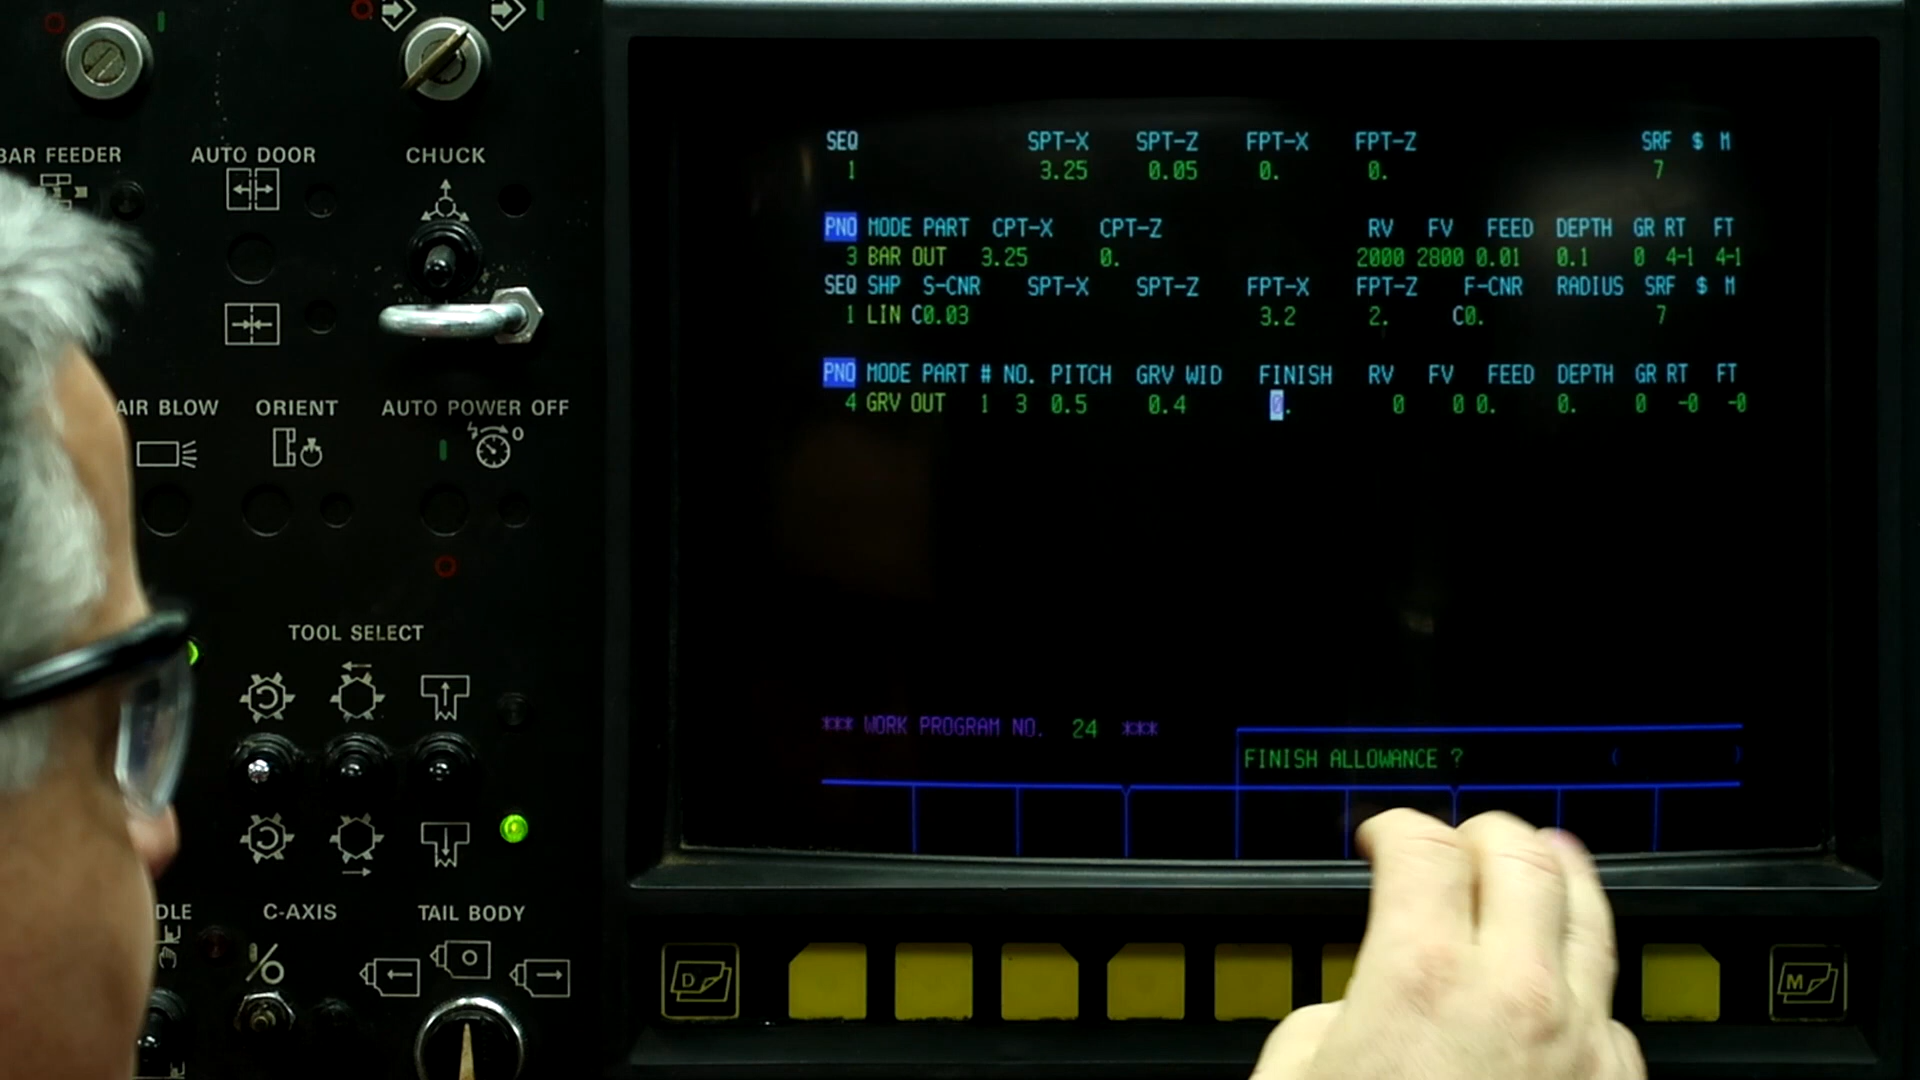 BAR FEEDER AUTO DOOR CHUCK
AIR BLOW ORIENT AUTO POWER OFF
TOOL SELECT
DLE C-AXIS TAIL BODY
SEQ SPT-X SPT-Z FPT-X FPT-Z SRF $ M
1 3.25 0.05 0. 0. 7
PNO MODE PART CPT-X CPT-Z RV FV FEED DEPTH GR RT FT
3 BAR OUT 3.25 0. 2000 2800 0.01 0.1 0 4-1 4-1
SEQ SHP S-CNR SPT-X SPT-Z FPT-X FPT-Z F-CNR RADIUS SRF $ M
1 LIN C0.03 3.2 2. C0. 7
PNO MODE PART # NO. PITCH GRV WID FINISH RV FV FEED DEPTH GR RT FT
4 GRV OUT 1 3 0.5 0.4 0. 0 0 0. 0. 0 -0 -0
*** WORK PROGRAM NO. 24 ***
FINISH ALLOWANCE ? ( )
D M